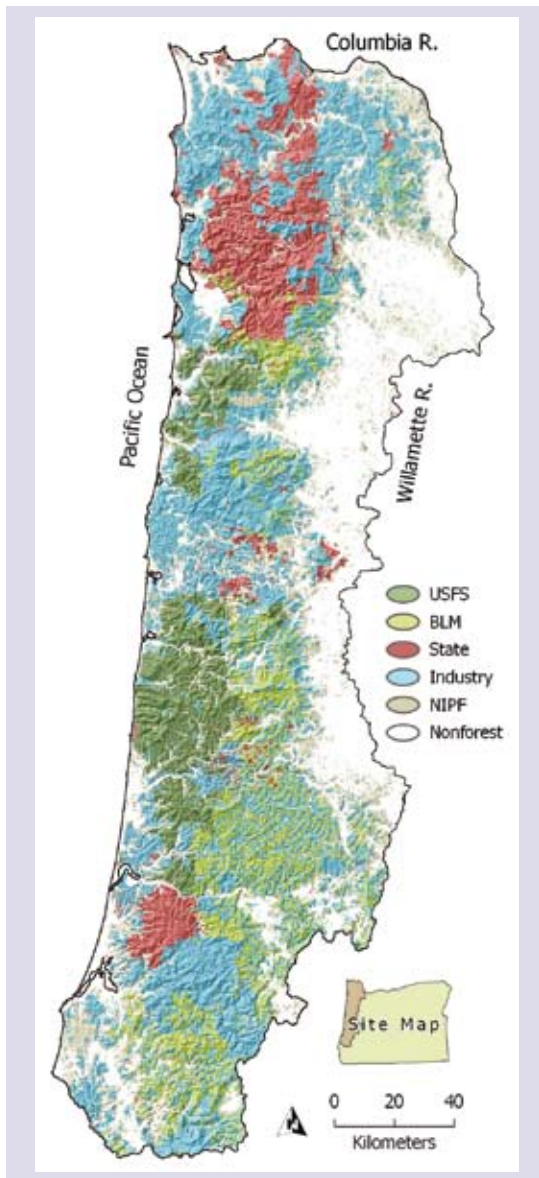 Columbia R.
Pacific Ocean
Willamette R.
USFS
BLM
State
Industry
NIPF
Nonforest
Site Map
0 20 40
Kilometers